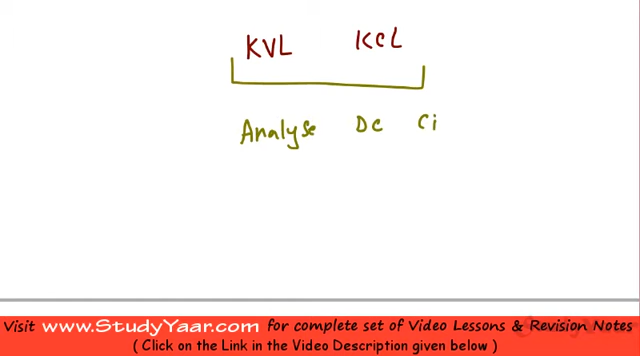 KVL KCL
Analyse DC Ci
Visit www.StudyYaar.com for complete set of Video Lessons & Revision Notes
( Click on the Link in the Video Description given below )